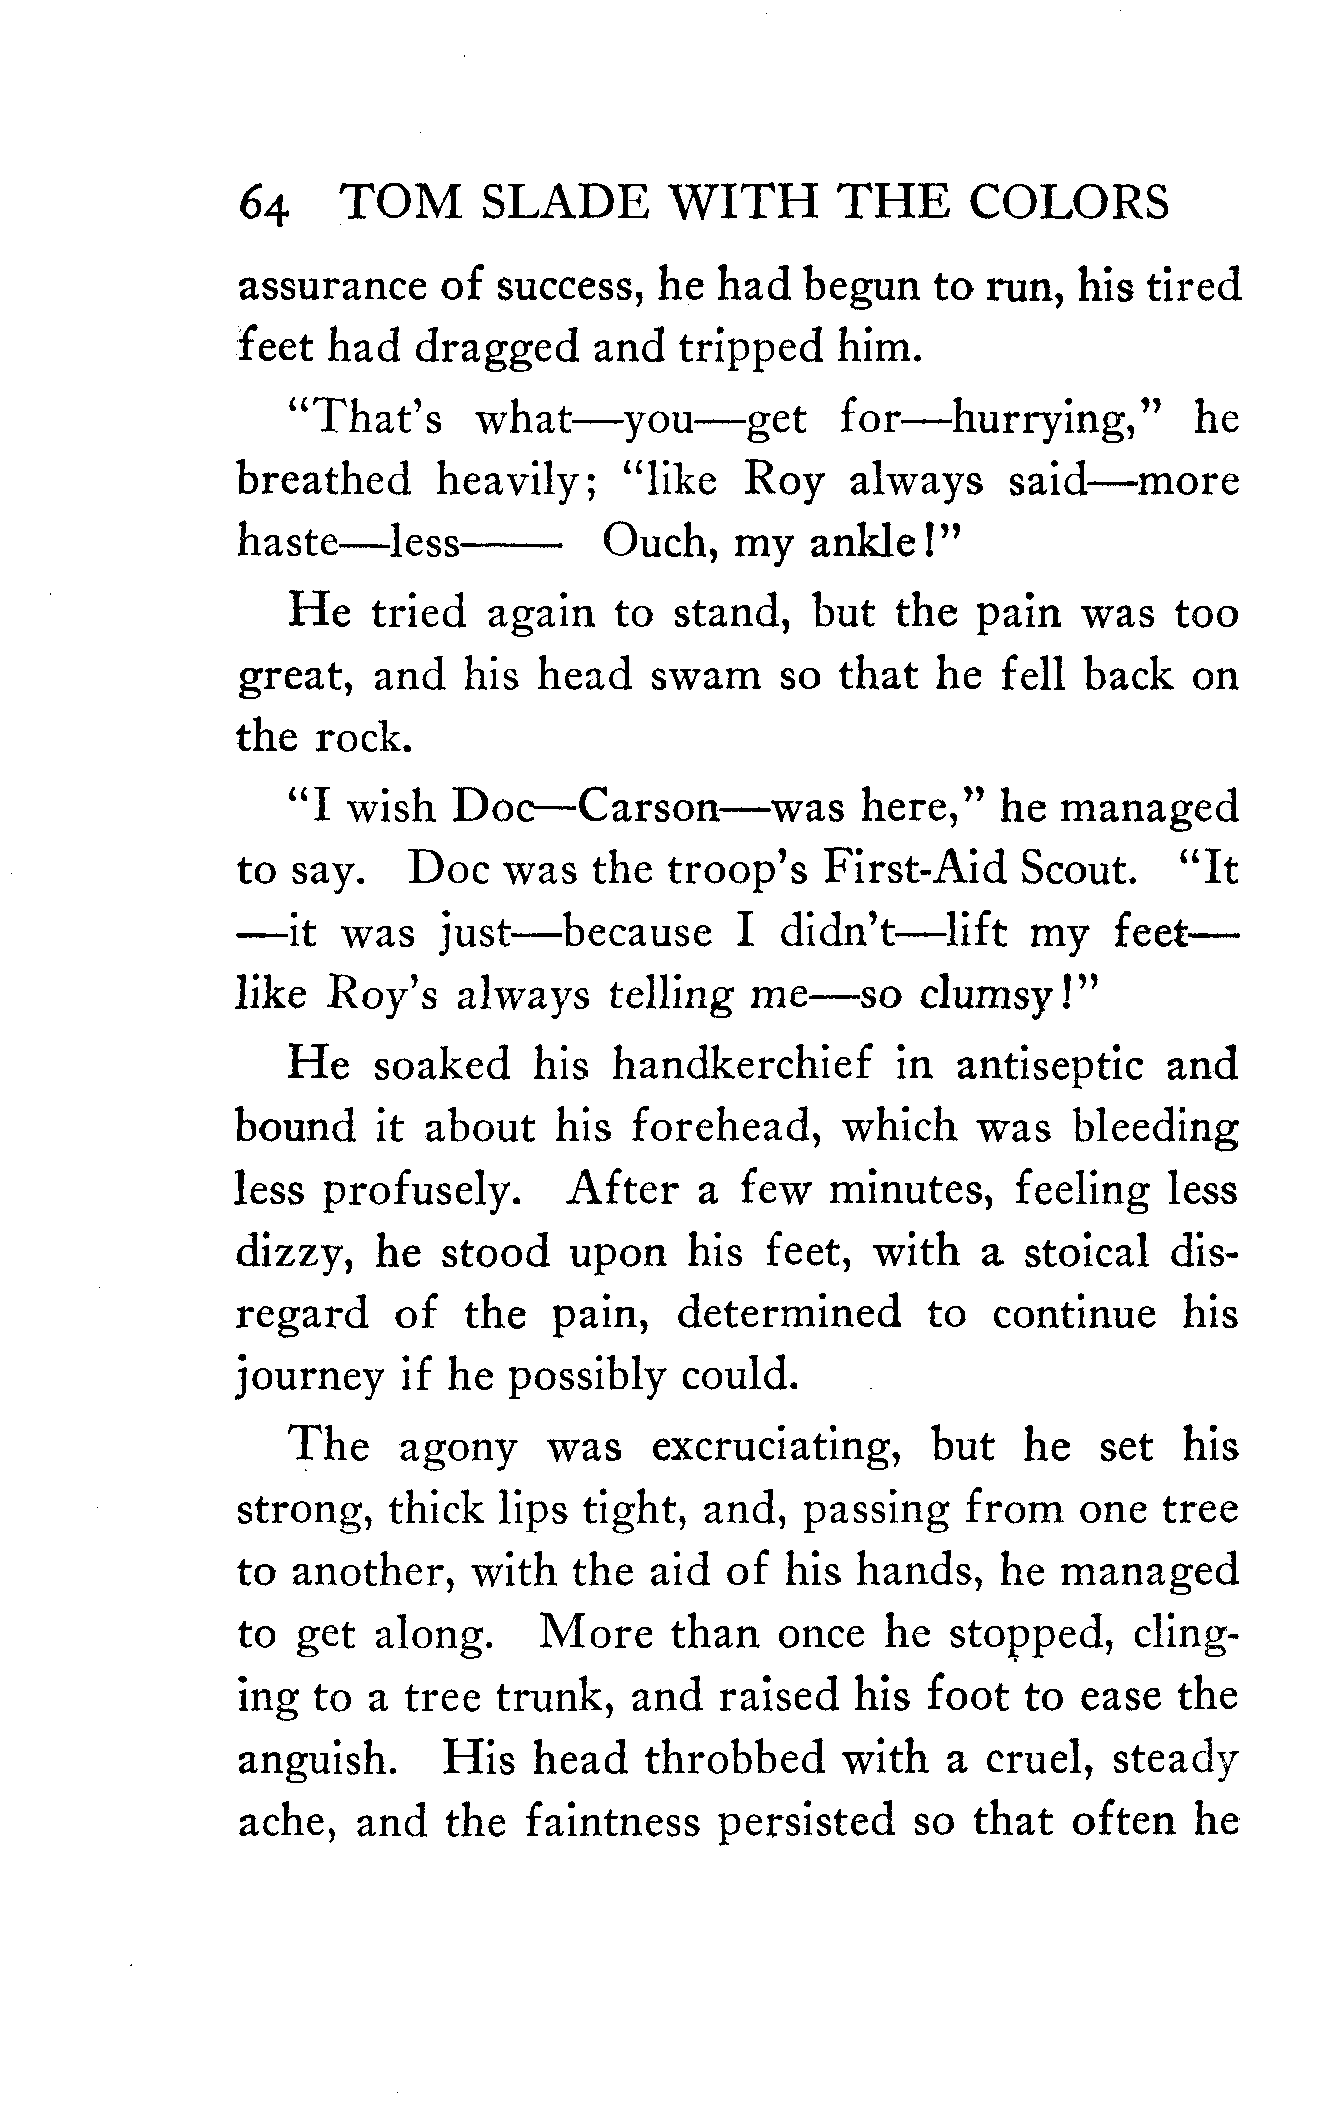 64 TOM SLADE WITH THE COLORS
assurance of success, he had begun to run, his tired
feet had dragged and tripped him.
"That's what—you—get for—hurrying," he
breathed heavily; "like Roy always said—more
haste—less—— Ouch, my ankle!"
He tried again to stand, but the pain was too
great, and his head swam so that he fell back on
the rock.
"I wish Doc—Carson—was here," he managed
to say. Doc was the troop's First-Aid Scout. "It
—it was just—because I didn't—lift my feet—
like Roy's always telling me—so clumsy!"
He soaked his handkerchief in antiseptic and
bound it about his forehead, which was bleeding
less profusely. After a few minutes, feeling less
dizzy, he stood upon his feet, with a stoical dis-
regard of the pain, determined to continue his
journey if he possibly could.
The agony was excruciating, but he set his
strong, thick lips tight, and, passing from one tree
to another, with the aid of his hands, he managed
to get along. More than once he stopped, cling-
ing to a tree trunk, and raised his foot to ease the
anguish. His head throbbed with a cruel, steady
ache, and the faintness persisted so that often he